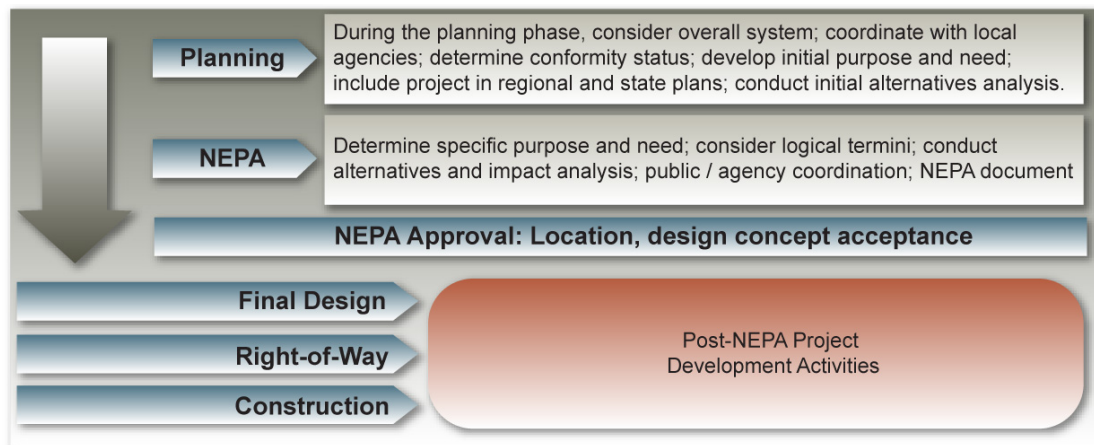 Planning
During the planning phase, consider overall system; coordinate with local
agencies; determine conformity status; develop initial purpose and need;
include project in regional and state plans; conduct initial alternatives analysis.
NEPA
Determine specific purpose and need; consider logical termini; conduct
alternatives and impact analysis; public / agency coordination; NEPA document
NEPA Approval: Location, design concept acceptance
Final Design
Right-of-Way
Construction
Post-NEPA Project
Development Activities